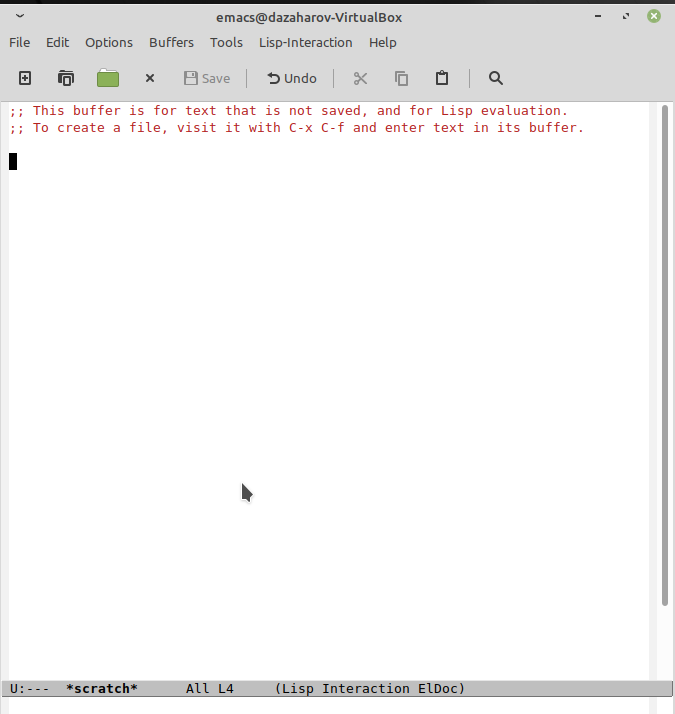 emacs@dazaharov-VirtualBox
File Edit Options Buffers Tools Lisp-Interaction Help
Save Undo
;; This buffer is for text that is not saved, and for Lisp evaluation.
;; To create a file, visit it with C-x C-f and enter text in its buffer.
U:--- *scratch* All L4 (Lisp Interaction ElDoc)